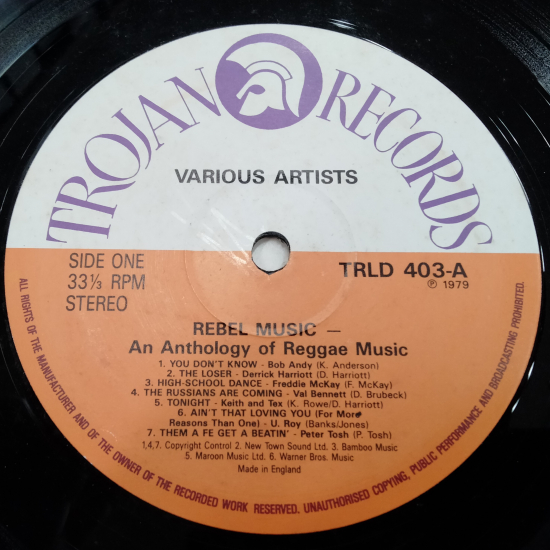 TROJAN RECORDS
VARIOUS ARTISTS
SIDE ONE
33⅓ RPM
STEREO
TRLD 403-A
℗ 1979
REBEL MUSIC –
An Anthology of Reggae Music
1. YOU DON'T KNOW - Bob Andy (K. Anderson)
2. THE LOSER - Derrick Harriott (D. Harriott)
3. HIGH-SCHOOL DANCE - Freddie McKay (F. McKay)
4. THE RUSSIANS ARE COMING - Val Bennett (D. Brubeck)
5. TONIGHT - Keith and Tex (K. Rowe/D. Harriott)
6. AIN'T THAT LOVING YOU (For More
Reasons Than One) - U. Roy (Banks/Jones)
7. THEM A FE GET A BEATIN' - Peter Tosh (P. Tosh)
1,4,7. Copyright Control 2. New Town Sound Ltd. 3. Bamboo Music
5. Maroon Music Ltd. 6. Warner Bros. Music
Made in England
ALL RIGHTS OF THE MANUFACTURER AND OF THE OWNER OF THE RECORDED WORK RESERVED. UNAUTHORISED COPYING, PUBLIC PERFORMANCE AND BROADCASTING PROHIBITED.